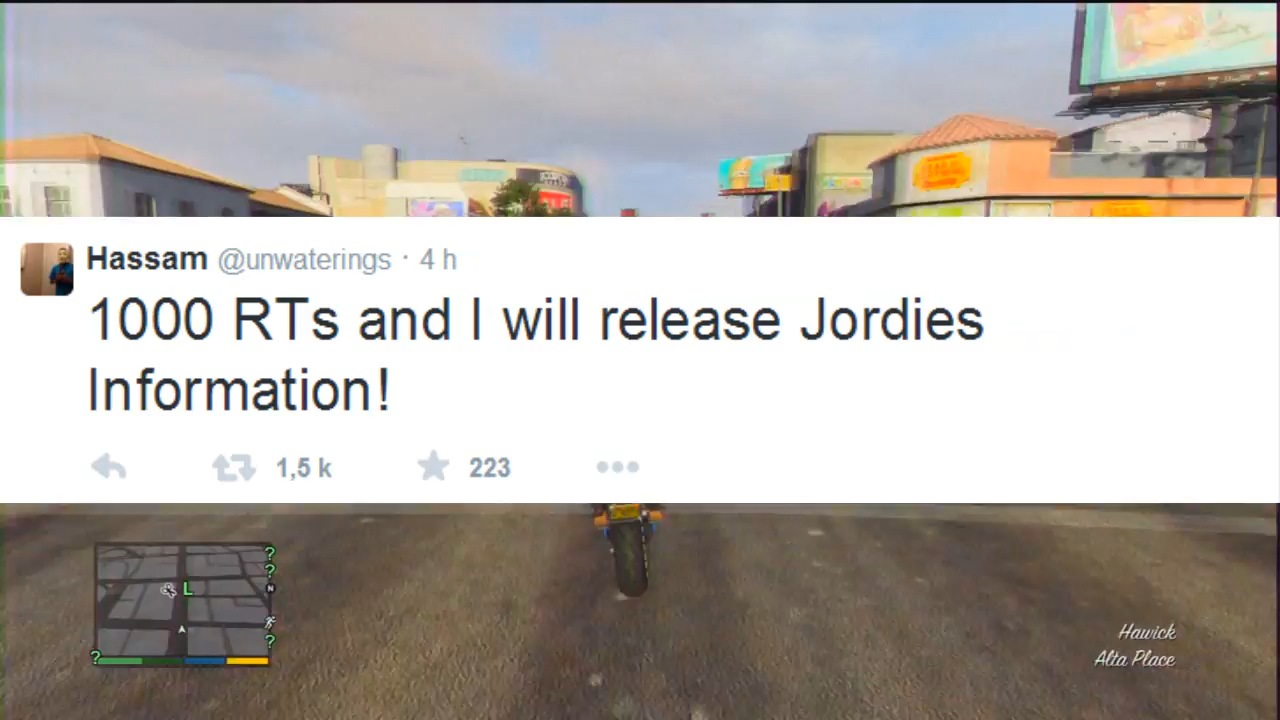 Hassam @unwaterings · 4 h
1000 RTs and I will release Jordies
Information!
1,5 k 223
?
?
N
L
?
?
Hawick
Alta Place